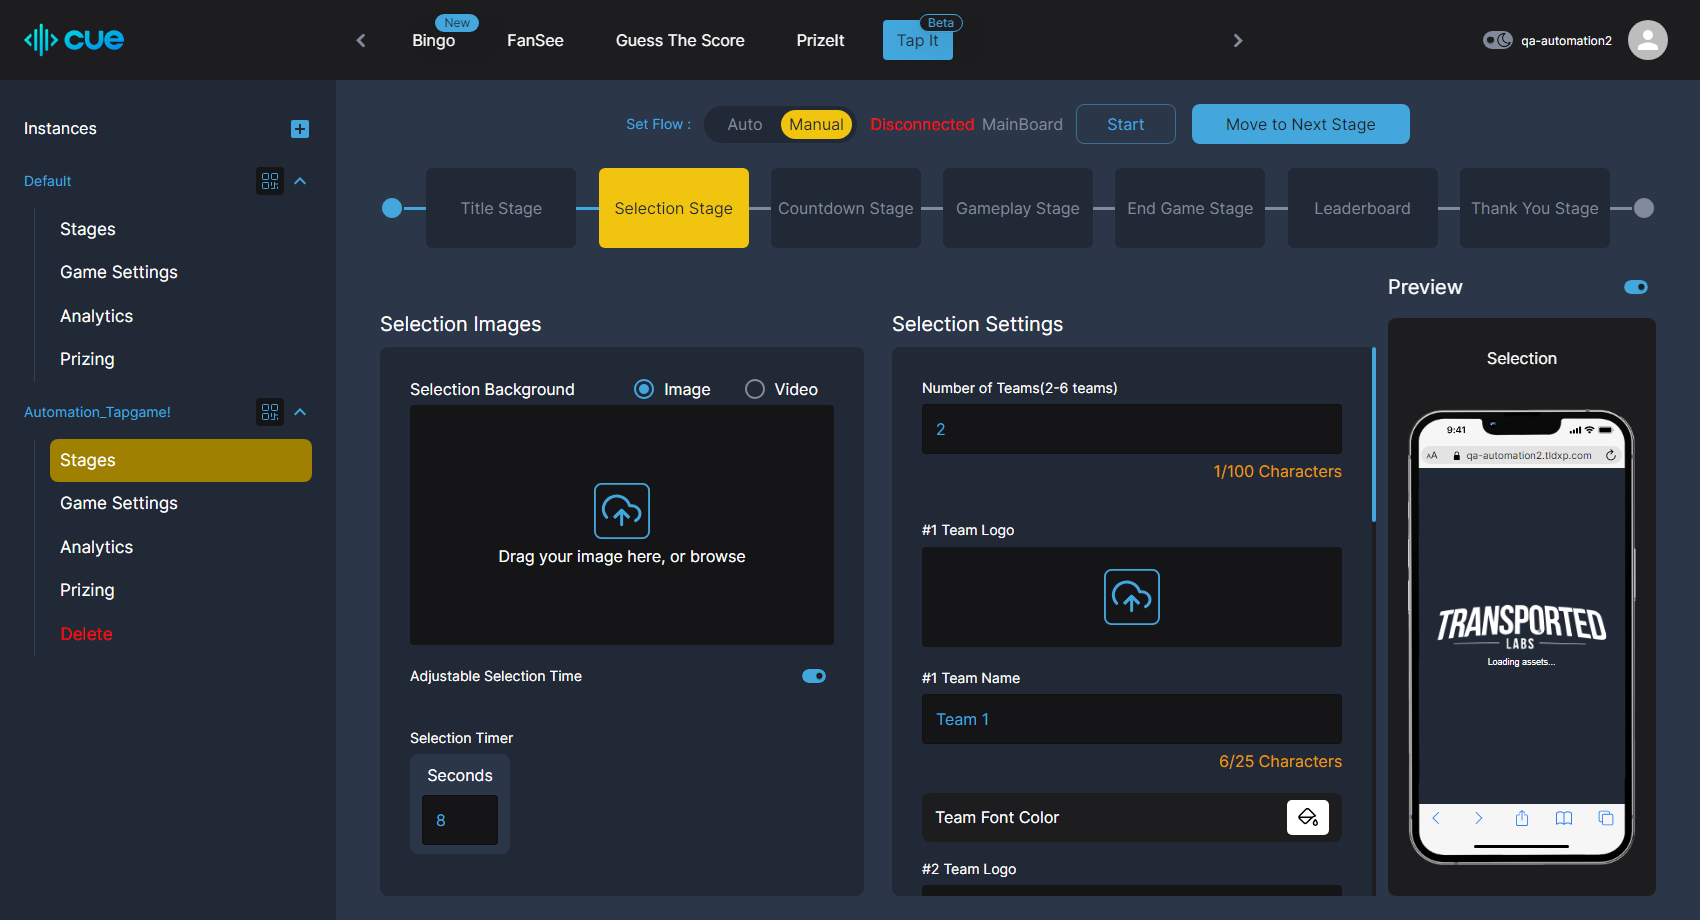 cue
New
Bingo
FanSee
Guess The Score
PrizeIt
Beta
Tap It
qa-automation2
Instances
Default
Stages
Game Settings
Analytics
Prizing
Automation_Tapgame!
Stages
Game Settings
Analytics
Prizing
Delete
Set Flow :
Auto
Manual
Disconnected MainBoard
Start
Move to Next Stage
Title Stage
Selection Stage
Countdown Stage
Gameplay Stage
End Game Stage
Leaderboard
Thank You Stage
Selection Images
Selection Background
Image
Video
Drag your image here, or browse
Adjustable Selection Time
Selection Timer
Seconds
8
Selection Settings
Number of Teams(2-6 teams)
2
1/100 Characters
#1 Team Logo
#1 Team Name
Team 1
6/25 Characters
Team Font Color
#2 Team Logo
Preview
Selection
9:41
AA
qa-automation2.tldxp.com
TRANSPORTED
LABS
Loading assets...